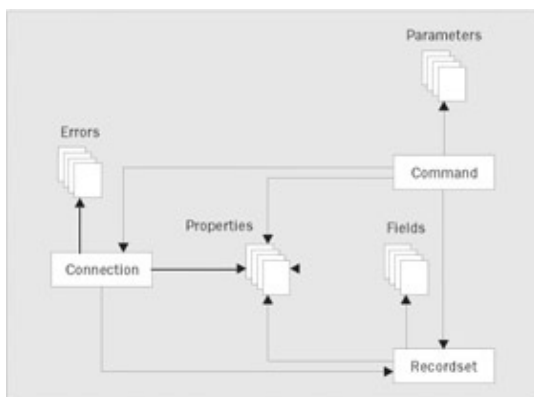 Parameters
Errors
Command
Properties
Fields
Connection
Recordset